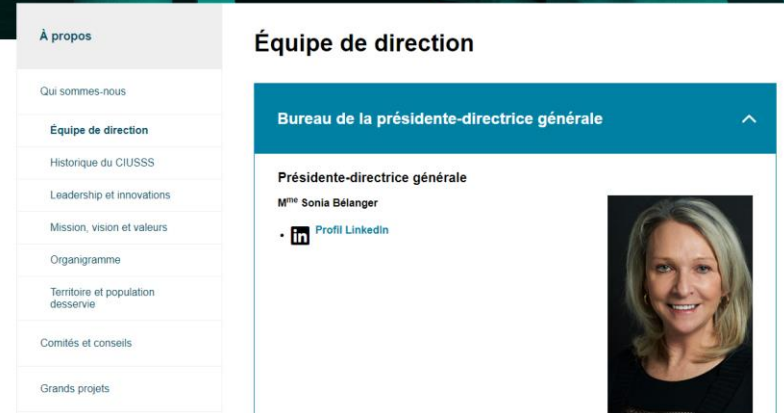 À propos
Qui sommes-nous
Équipe de direction
Historique du CIUSSS
Leadership et innovations
Mission, vision et valeurs
Organigramme
Territoire et population
desservie
Comités et conseils
Grands projets
Équipe de direction
Bureau de la présidente-directrice générale
Présidente-directrice générale
Mme Sonia Bélanger
• in Profil LinkedIn